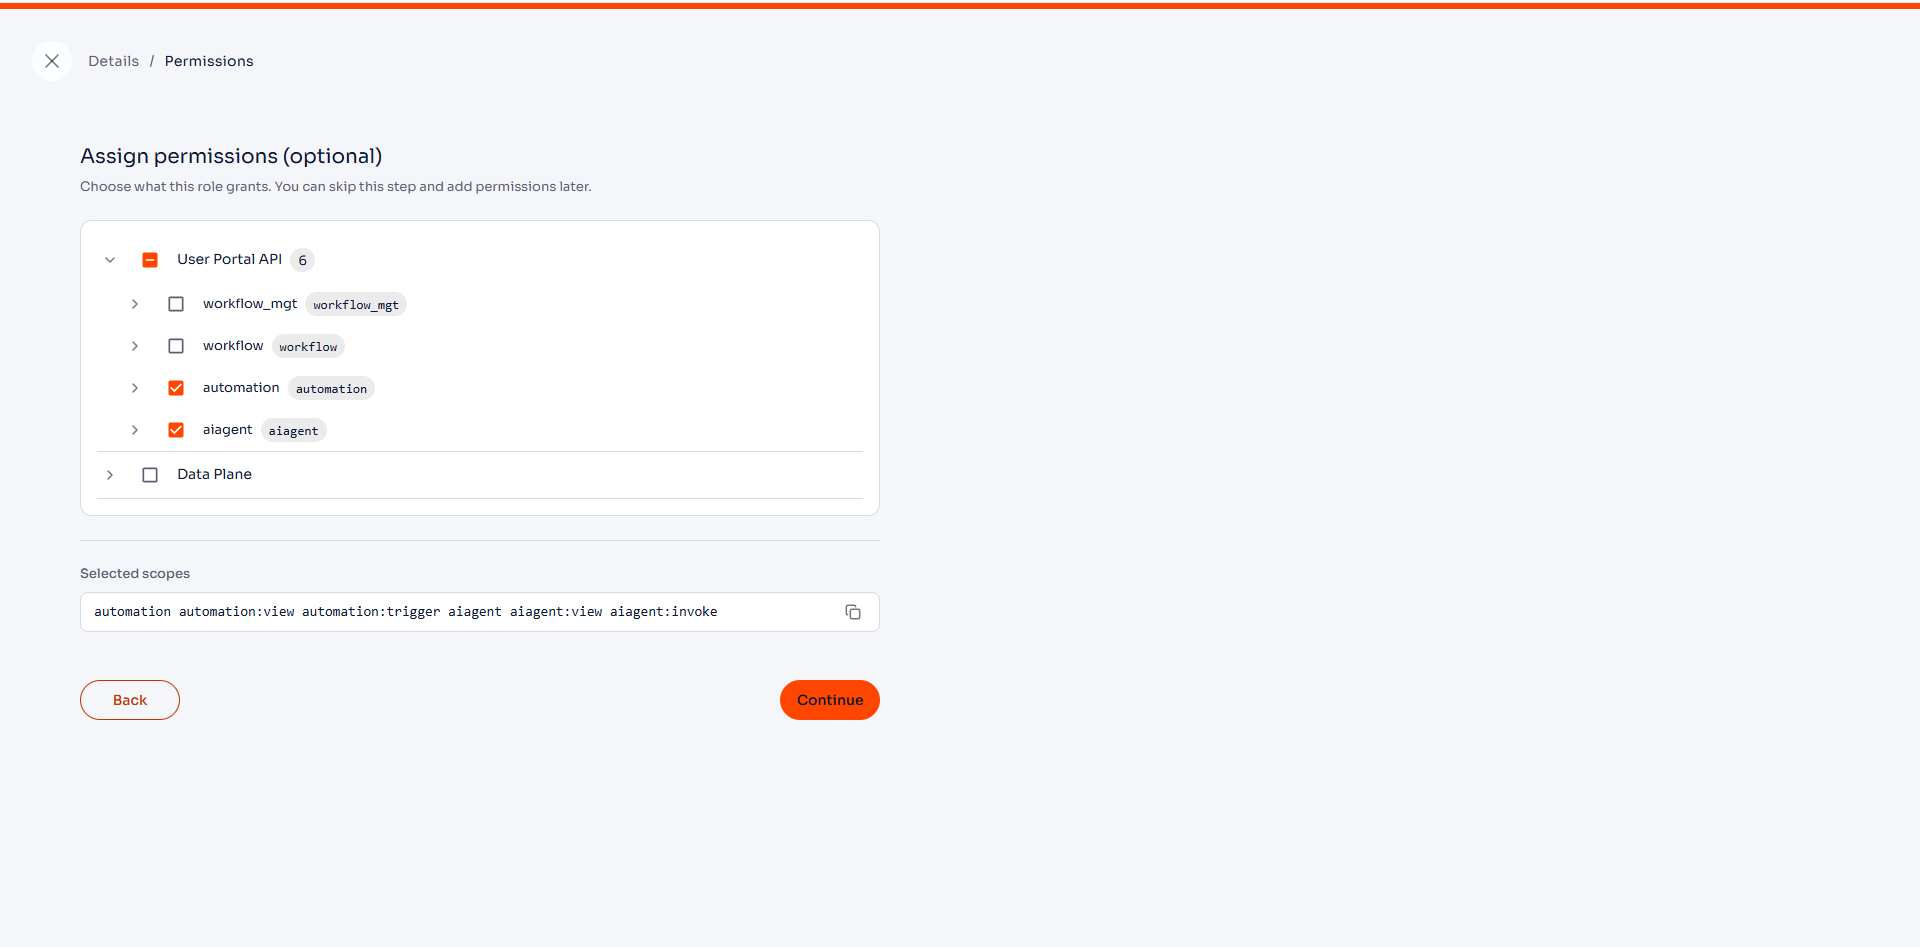 Details / Permissions
Assign permissions (optional)
Choose what this role grants. You can skip this step and add permissions later.
User Portal API 6
workflow_mgt workflow_mgt
workflow workflow
automation automation
aiagent aiagent
Data Plane
Selected scopes
automation automation:view automation:trigger aiagent aiagent:view aiagent:invoke
Back Continue